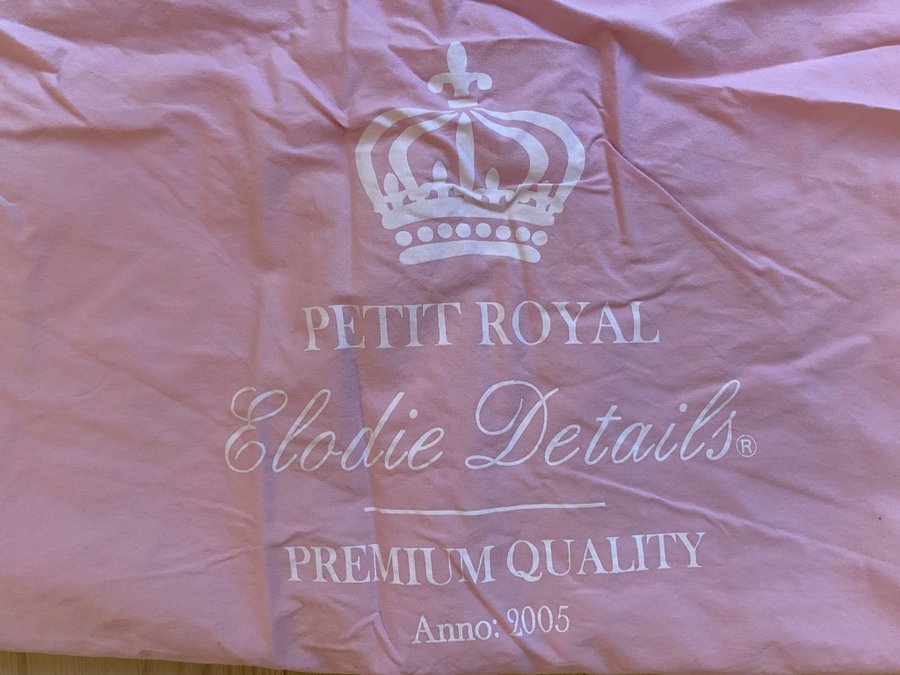 PETIT ROYAL
Elodie Details®
PREMIUM QUALITY
Anno: 2005